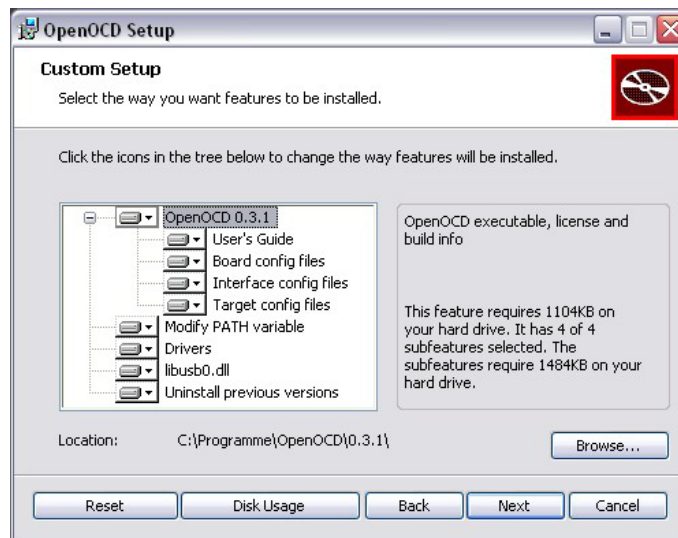 OpenOCD Setup
Custom Setup
Select the way you want features to be installed.
Click the icons in the tree below to change the way features will be installed.
OpenOCD 0.3.1
User's Guide
Board config files
Interface config files
Target config files
Modify PATH variable
Drivers
libusb0.dll
Uninstall previous versions
OpenOCD executable, license and
build info
This feature requires 1104KB on
your hard drive. It has 4 of 4
subfeatures selected. The
subfeatures require 1484KB on your
hard drive.
Location: C:\Programme\OpenOCD\0.3.1\
Browse...
Reset Disk Usage Back Next Cancel